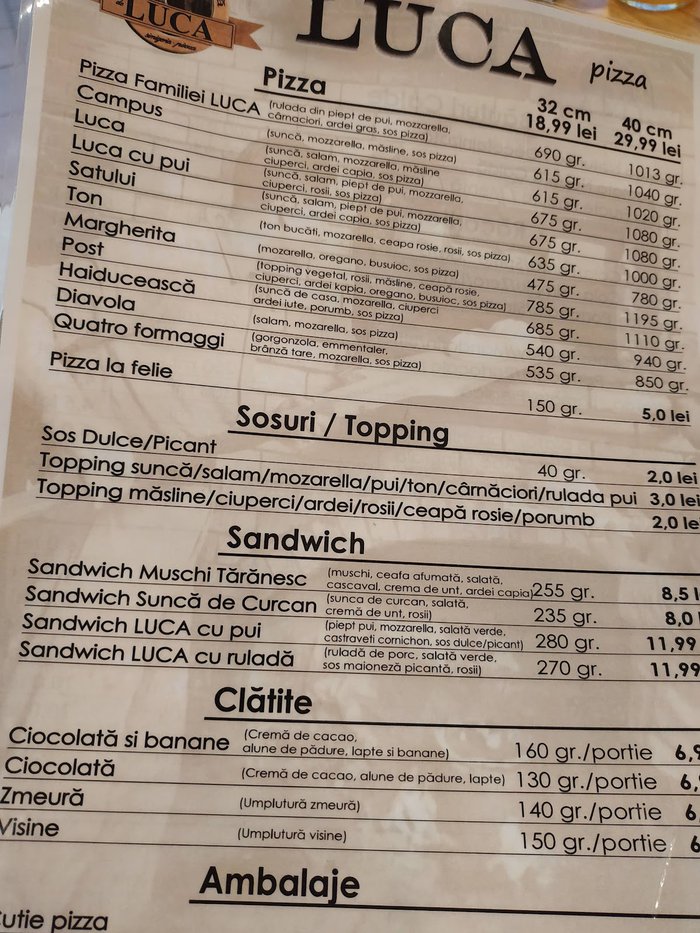 LUCA
LUCA
pizza
Pizza
32 cm 40 cm
18,99 lei 29,99 lei
Pizza Familiei LUCA (rulada din piept de pui, mozzarella, cârnaciori, ardei gras, sos pizza) 690 gr. 1013 gr.
Campus (suncă, mozzarella, măsline, sos pizza) 615 gr. 1040 gr.
Luca (suncă, salam, mozzarella, măsline ciuperci, ardei capia, sos pizza) 615 gr. 1020 gr.
Luca cu pui (suncă, salam, piept de pui, mozzarella, ciuperci, rosii, sos pizza) 675 gr. 1080 gr.
Satului (suncă, salam, piept de pui, mozzarella, ciuperci, ardei capia, sos pizza) 675 gr. 1080 gr.
Ton (ton bucăti, mozarella, ceapa rosie, rosii, sos pizza) 635 gr. 1000 gr.
Margherita (mozarella, oregano, busuioc, sos pizza) 475 gr. 780 gr.
Post (topping vegetal, rosii, măsline, ceapă rosie, ciuperci, ardei kapia, oregano, busuioc, sos pizza) 785 gr. 1195 gr.
Haiducească (suncă de casa, mozarella, ciuperci ardei iute, porumb, sos pizza) 685 gr. 1110 gr.
Diavola (salam, mozarella, sos pizza) 540 gr. 940 gr.
Quatro formaggi (gorgonzola, emmentaler, brânză tare, mozarella, sos pizza) 535 gr. 850 gr.
Pizza la felie 150 gr. 5,0 lei
Sosuri / Topping
Sos Dulce/Picant 40 gr. 2,0 lei
Topping suncă/salam/mozarella/pui/ton/cârnăciori/rulada pui 3,0 lei
Topping măsline/ciuperci/ardei/rosii/ceapă rosie/porumb 2,0 le
Sandwich
Sandwich Muschi Tărănesc (muschi, ceafa afumată, salată, cascaval, crema de unt, ardei capia) 255 gr. 8,5 l
Sandwich Suncă de Curcan (sunca de curcan, salată, cremă de unt, rosii) 235 gr. 8,0 l
Sandwich LUCA cu pui (piept pui, mozzarella, salată verde, castraveti cornichon, sos dulce/picant) 280 gr. 11,99
Sandwich LUCA cu ruladă (ruladă de porc, salată verde, sos maioneză picantă, rosii) 270 gr. 11,99
Clătite
Ciocolată si banane (Cremă de cacao, alune de pădure, lapte si banane) 160 gr./portie 6,9
Ciocolată (Cremă de cacao, alune de pădure, lapte) 130 gr./portie 6,
Zmeură (Umplutură zmeură) 140 gr./portie 6
Visine (Umplutură visine) 150 gr./portie 6
Ambalaje
utie pizza